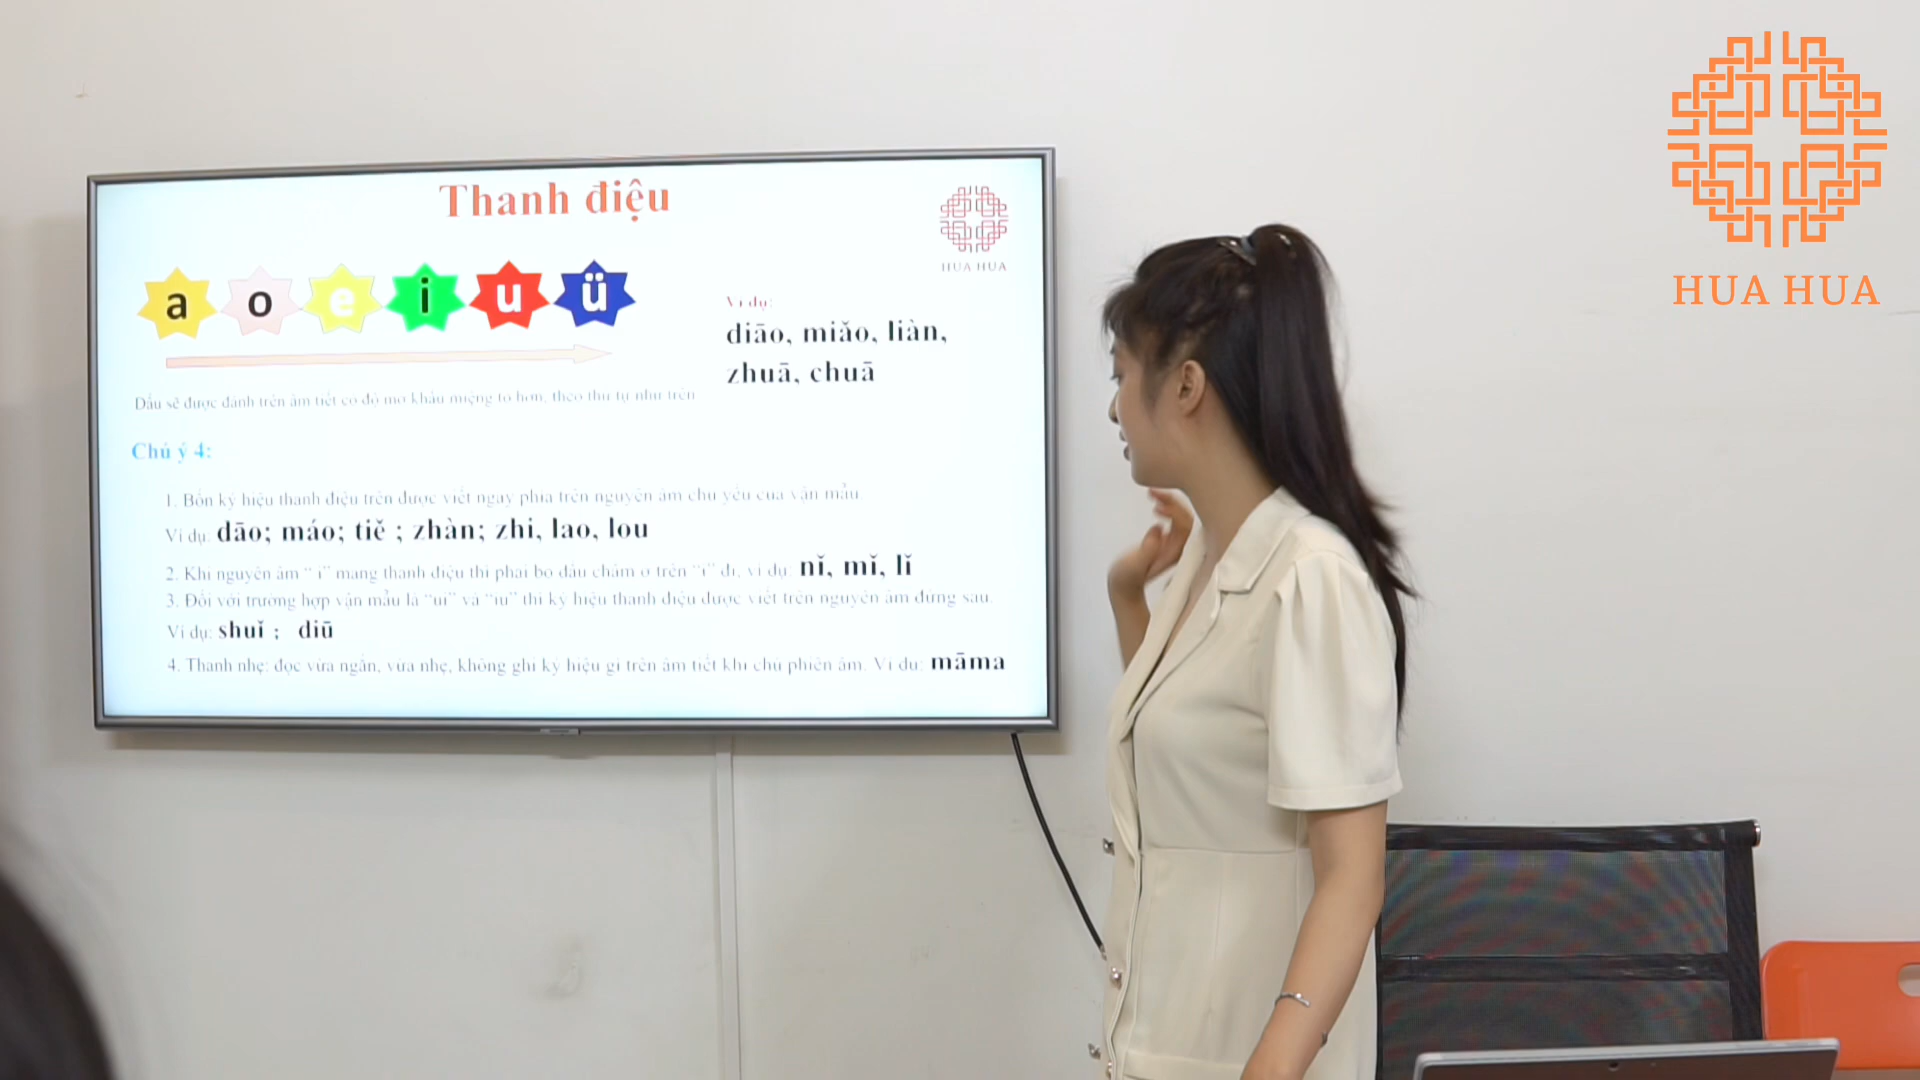 Thanh điệu
HUA HUA
a o e i u ü
Ví dụ:
diāo, miǎo, liàn,
zhuā, chuā
Dấu sẽ được đánh trên âm tiết có độ mở khẩu miệng to hơn, theo thứ tự như trên
Chú ý 4:
1. Bốn ký hiệu thanh điệu trên được viết ngay phía trên nguyên âm chủ yếu của vận mẫu.
Ví dụ: dāo; máo; tiě ; zhàn; zhi, lao, lou
2. Khi nguyên âm “ i” mang thanh điệu thì phải bỏ dấu chấm ở trên “i” đi, ví dụ: nǐ, mǐ, lǐ
3. Đối với trường hợp vận mẫu là “ui” và “iu” thì ký hiệu thanh điệu được viết trên nguyên âm đứng sau.
Ví dụ: shuǐ ; diū
4. Thanh nhẹ: đọc vừa ngắn, vừa nhẹ, không ghi ký hiệu gì trên âm tiết khi chú phiên âm. Ví dụ: māma
HUA HUA